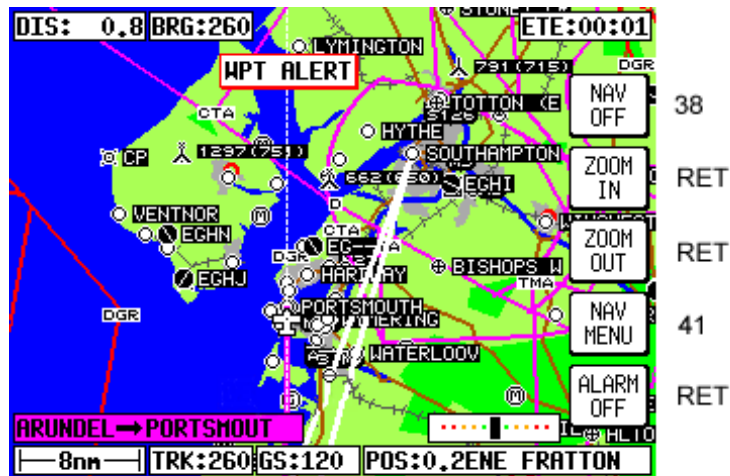 DIS: 0.8 BRG:260 ETE:00:01
STONEY
LYMINGTON
791(715)
DGR
WPT ALERT
NAV OFF
38
CTA
TOTTON (E
HYTHE
SOUTHAMPTON
CP
1297(751)
662(650)
EGHI
ZOOM IN
RET
D
VENTNOR
EGHN
CTA
EG
DGR
EGHJ
HARDWAY
BISHOPS W
TMA
ZOOM OUT
RET
DGR
PORTSMOUTH
WATERLOOV
NAV MENU
41
M
ALARM OFF
RET
ARUNDEL→PORTSMOUT
8nm TRK:260 GS:120 POS:0.2ENE FRATTON